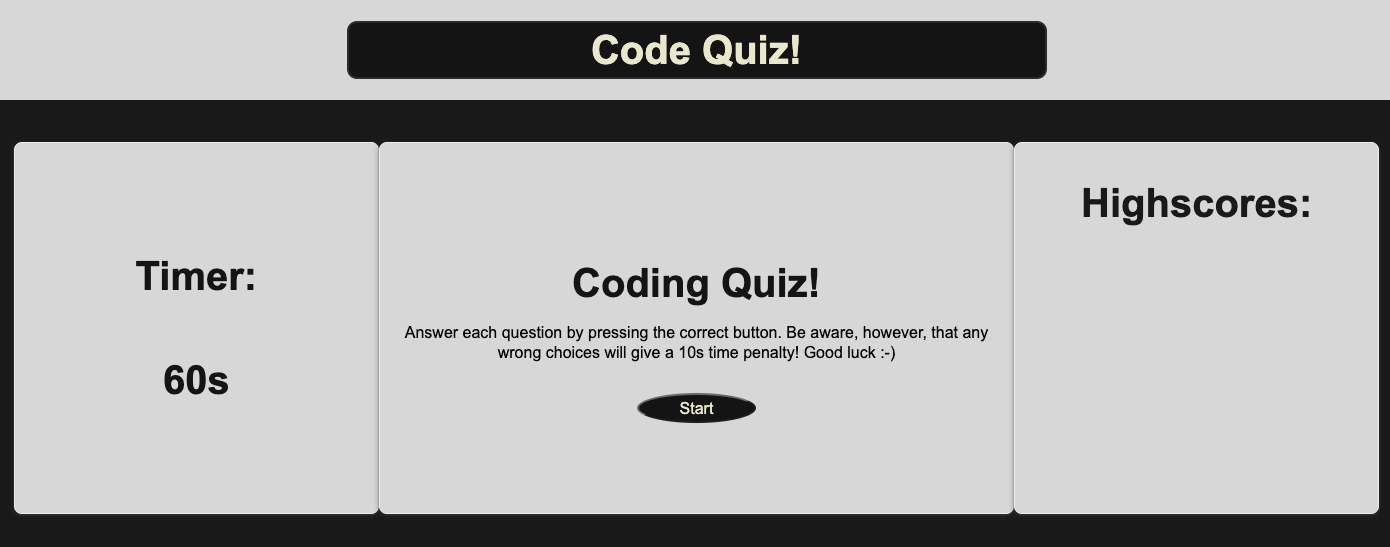 Code Quiz!
Timer:
60s
Coding Quiz!
Answer each question by pressing the correct button. Be aware, however, that any
wrong choices will give a 10s time penalty! Good luck :-)
Start
Highscores: